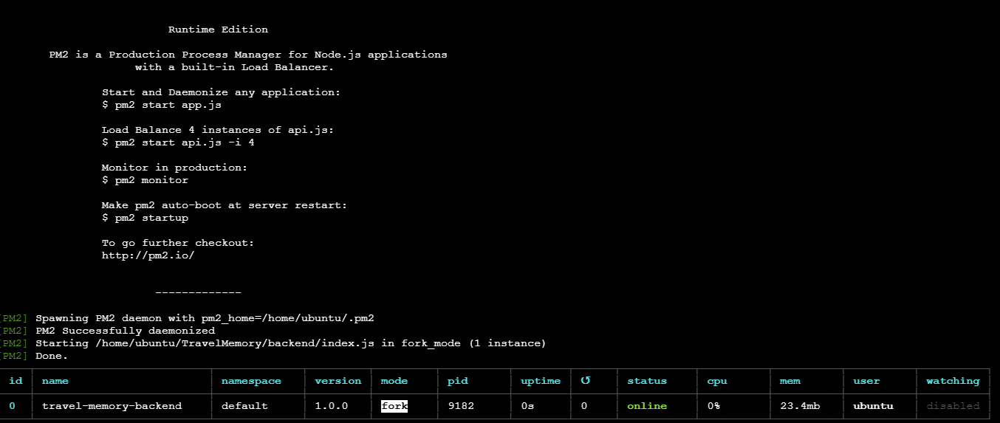 Runtime Edition
PM2 is a Production Process Manager for Node.js applications
with a built-in Load Balancer.
Start and Daemonize any application:
$ pm2 start app.js
Load Balance 4 instances of api.js:
$ pm2 start api.js -i 4
Monitor in production:
$ pm2 monitor
Make pm2 auto-boot at server restart:
$ pm2 startup
To go further checkout:
http://pm2.io/
-------------
[PM2] Spawning PM2 daemon with pm2_home=/home/ubuntu/.pm2
[PM2] PM2 Successfully daemonized
[PM2] Starting /home/ubuntu/TravelMemory/backend/index.js in fork_mode (1 instance)
[PM2] Done.
id name namespace version mode pid uptime ↺ status cpu mem user watching
0 travel-memory-backend default 1.0.0 fork 9182 0s 0 online 0% 23.4mb ubuntu disabled